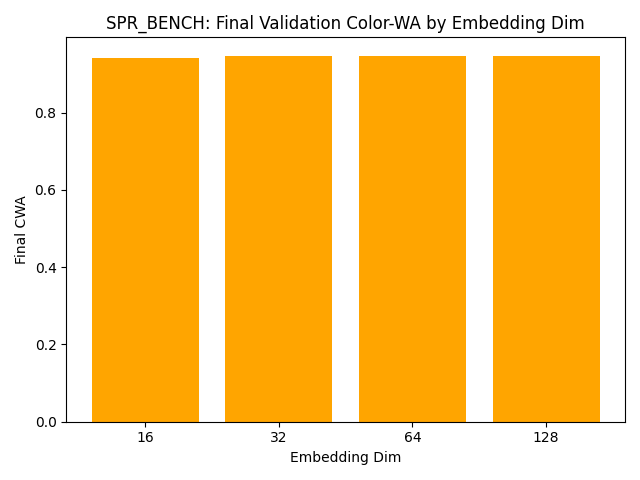 SPR_BENCH: Final Validation Color-WA by Embedding Dim
Final CWA
0.8
0.6
0.4
0.2
0.0
16 32 64 128
Embedding Dim